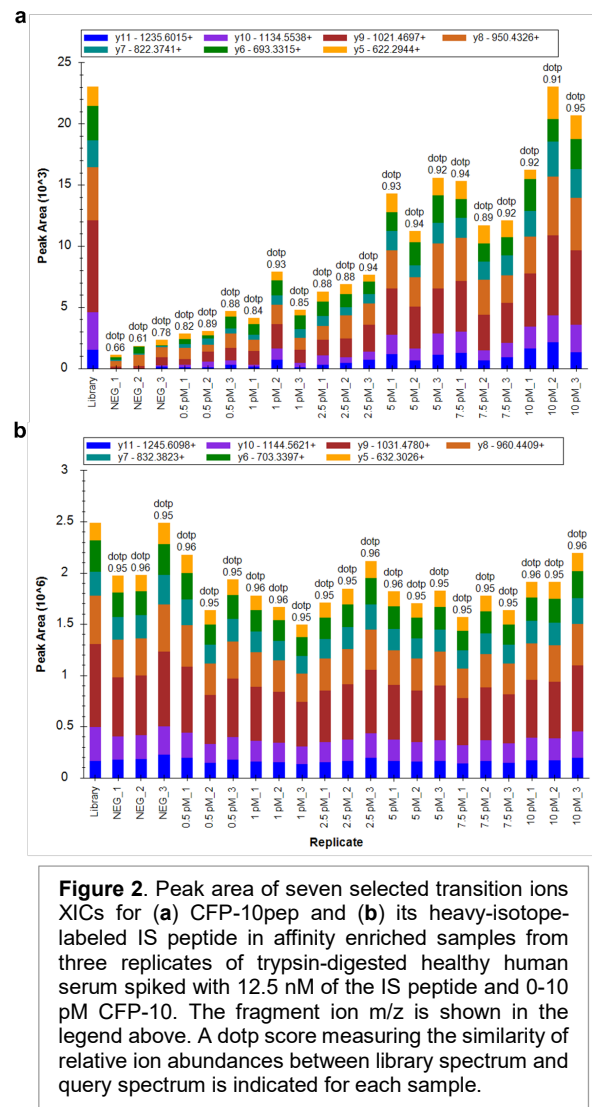 a
y11 - 1235.6015+ y10 - 1134.5538+ y9 - 1021.4697+ y8 - 950.4326+
y7 - 822.3741+ y6 - 693.3315+ y5 - 622.2944+
Peak Area (10^3)
25
20
15
10
5
0
dotp 0.66
dotp 0.61
dotp 0.78
dotp 0.82
dotp 0.89
dotp 0.88
dotp 0.84
dotp 0.93
dotp 0.85
dotp 0.88
dotp 0.88
dotp 0.94
dotp 0.93
dotp 0.94
dotp 0.92
dotp 0.94
dotp 0.89
dotp 0.92
dotp 0.92
dotp 0.91
dotp 0.95
Library NEG_1 NEG_2 NEG_3 0.5 pM_1 0.5 pM_2 0.5 pM_3 1 pM_1 1 pM_2 1 pM_3 2.5 pM_1 2.5 pM_2 2.5 pM_3 5 pM_1 5 pM_2 5 pM_3 7.5 pM_1 7.5 pM_2 7.5 pM_3 10 pM_1 10 pM_2 10 pM_3
b
y11 - 1245.6098+ y10 - 1144.5621+ y9 - 1031.4780+ y8 - 960.4409+
y7 - 832.3823+ y6 - 703.3397+ y5 - 632.3026+
Peak Area (10^6)
3
2.5
2
1.5
1
0.5
0
dotp 0.95
dotp 0.96
dotp 0.95
dotp 0.96
dotp 0.95
dotp 0.95
dotp 0.96
dotp 0.96
dotp 0.95
dotp 0.95
dotp 0.95
dotp 0.96
dotp 0.95
dotp 0.95
dotp 0.95
dotp 0.96
dotp 0.95
dotp 0.95
dotp 0.96
dotp 0.95
dotp 0.96
Library NEG_1 NEG_2 NEG_3 0.5 pM_1 0.5 pM_2 0.5 pM_3 1 pM_1 1 pM_2 1 pM_3 2.5 pM_1 2.5 pM_2 2.5 pM_3 5 pM_1 5 pM_2 5 pM_3 7.5 pM_1 7.5 pM_2 7.5 pM_3 10 pM_1 10 pM_2 10 pM_3
Replicate
Figure 2. Peak area of seven selected transition ions
XICs for (a) CFP-10pep and (b) its heavy-isotope-
labeled IS peptide in affinity enriched samples from
three replicates of trypsin-digested healthy human
serum spiked with 12.5 nM of the IS peptide and 0-10
pM CFP-10. The fragment ion m/z is shown in the
legend above. A dotp score measuring the similarity of
relative ion abundances between library spectrum and
query spectrum is indicated for each sample.